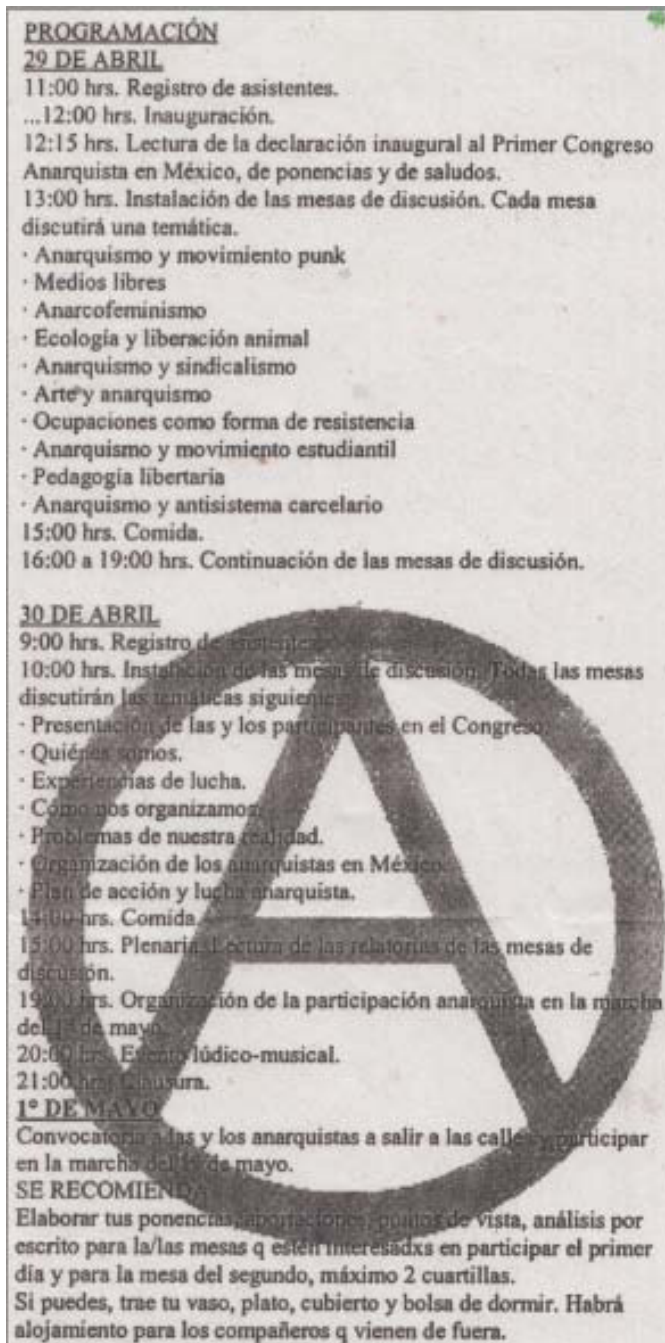 PROGRAMACIÓN
29 DE ABRIL
11:00 hrs. Registro de asistentes.
...12:00 hrs. Inauguración.
12:15 hrs. Lectura de la declaración inaugural al Primer Congreso
Anarquista en México, de ponencias y de saludos.
13:00 hrs. Instalación de las mesas de discusión. Cada mesa
discutirá una temática.
· Anarquismo y movimiento punk
· Medios libres
· Anarcofeminismo
· Ecología y liberación animal
· Anarquismo y sindicalismo
· Arte y anarquismo
· Ocupaciones como forma de resistencia
· Anarquismo y movimiento estudiantil
· Pedagogía libertaria
· Anarquismo y antisistema carcelario
15:00 hrs. Comida.
16:00 a 19:00 hrs. Continuación de las mesas de discusión.
30 DE ABRIL
9:00 hrs. Registro de asistentes
10:00 hrs. Instalación de las mesas de discusión. Todas las mesas
discutirán las temáticas siguientes
· Presentación de las y los participantes en el Congreso.
· Quiénes somos.
· Experiencias de lucha.
· Cómo nos organizamos.
· Problemas de nuestra realidad.
· Organización de los anarquistas en México.
· Plan de acción y lucha anarquista.
14:00 hrs. Comida.
15:00 hrs. Plenaria. Lectura de las relatorías de las mesas de
discusión.
19:00 hrs. Organización de la participación anarquista en la marcha
del 1º de mayo.
20:00 hrs. Evento lúdico-musical.
21:00 hrs. Clausura.
1º DE MAYO
Convocatoria a las y los anarquistas a salir a las calles y participar
en la marcha del 1º de mayo.
SE RECOMIENDA
Elaborar tus ponencias, aportaciones, puntos de vista, análisis por
escrito para la/las mesas q estén interesadxs en participar el primer
día y para la mesa del segundo, máximo 2 cuartillas.
Si puedes, trae tu vaso, plato, cubierto y bolsa de dormir. Habrá
alojamiento para los compañeros q vienen de fuera.